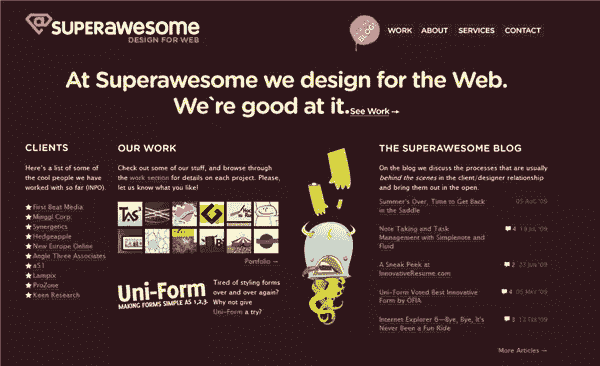 SUPERawesome
DESIGN FOR WEB
BLOG!
WORK ABOUT SERVICES CONTACT
At Superawesome we design for the Web.
We`re good at it. See Work →
CLIENTS
Here's a list of some of
the cool people we have
worked with so far (INPO).
First Beat Media
Minggl Corp
Synergetics
Hedgeapple
New Europe Online
Angle Three Associates
a51
Lampix
ProZone
Keen Research
OUR WORK
Check out some of our stuff, and browse through
the work section for details on each project. Please,
let us know what you like!
Portfolio →
Uni-Form
MAKING FORMS SIMPLE AS 1,2,3.
Tired of styling forms
over and over again?
Why not give
Uni-Form a try?
THE SUPERAWESOME BLOG
On the blog we discuss the processes that are usually
behind the scenes in the client/designer relationship
and bring them out in the open.
Summer's Over, Time to Get Back
in the Saddle
05 AUG '09
Note Taking and Task
Management with Simplenote and
Fluid
4
A Sneak Peek at
InnovativeResume.com
2 27 JUN '09
Uni-Form Voted Best Innovative
Form by OFIA
4 05 MAY '09
Internet Explorer 6—Bye, Bye, It's
Never Been a Fun Ride
12 FEB '09
More Articles →